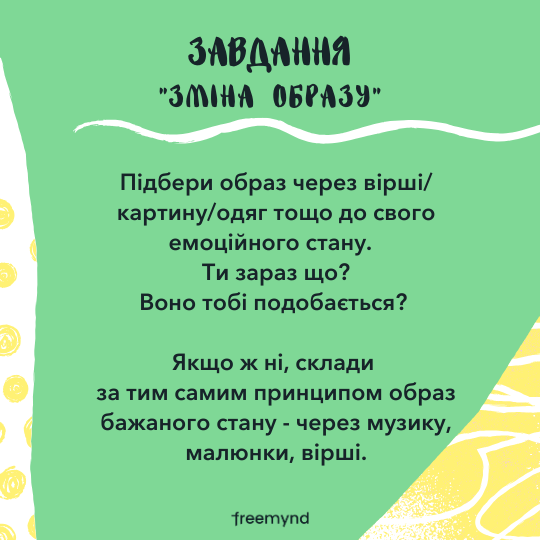 ЗАВДАННЯ
"ЗМІНА ОБРАЗУ"
Підбери образ через вірші/
картину/одяг тощо до свого
емоційного стану.
Ти зараз що?
Воно тобі подобається?
Якщо ж ні, склади
за тим самим принципом образ
бажаного стану - через музику,
малюнки, вірші.
freemynd